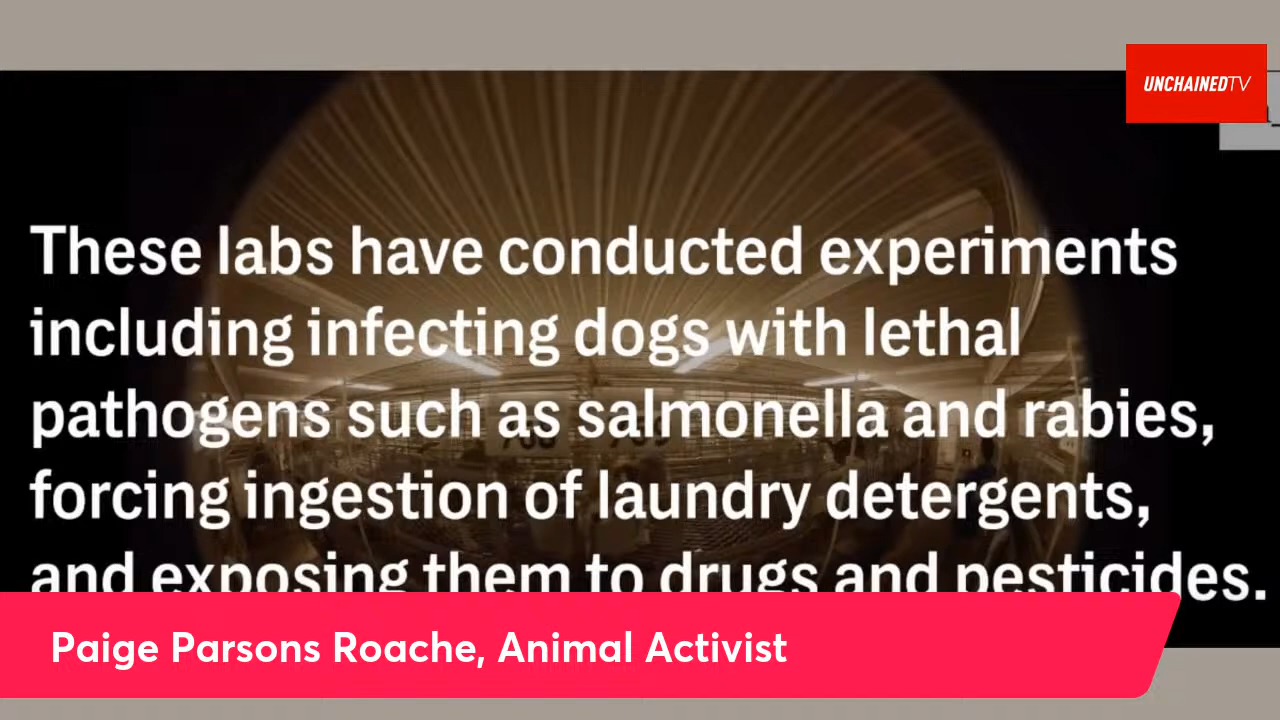 UNCHAINEDTV
These labs have conducted experiments
including infecting dogs with lethal
pathogens such as salmonella and rabies,
forcing ingestion of laundry detergents,
and exposing them to drugs and pesticides.
Paige Parsons Roache, Animal Activist